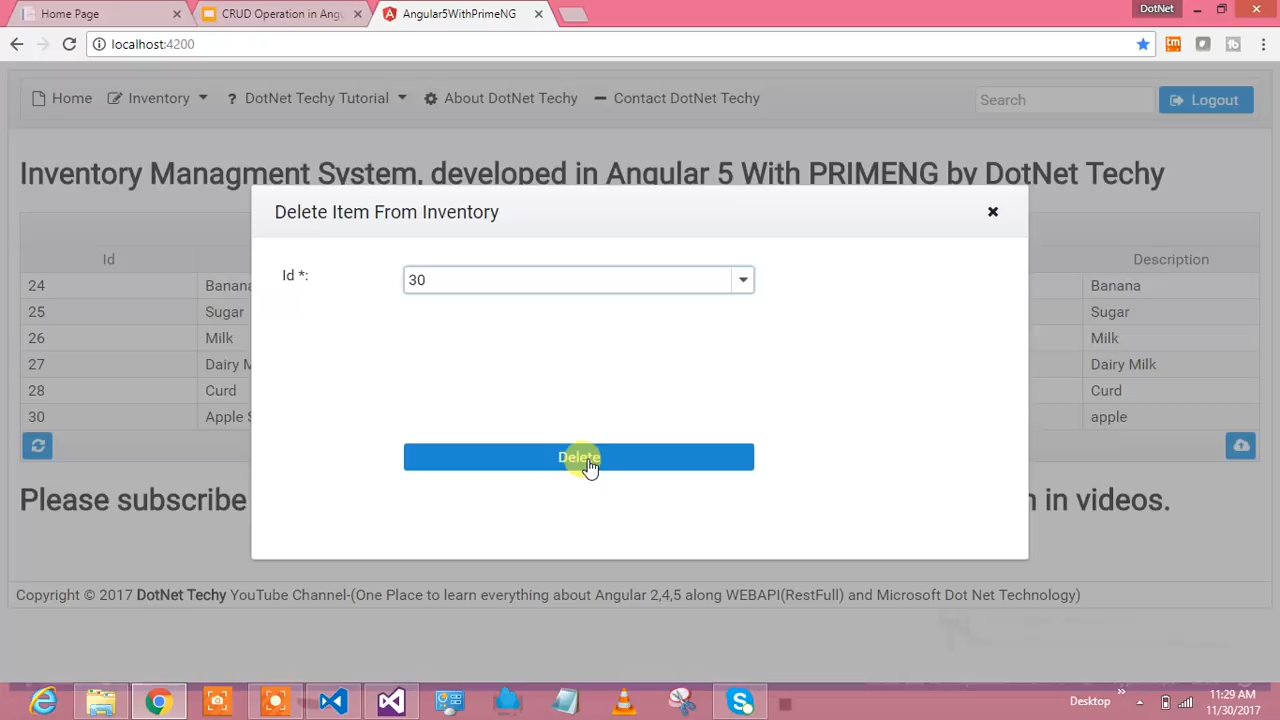 Home Page
CRUD Operation in Angu
Angular5WithPrimeNG
DotNet
localhost:4200
Home
Inventory
DotNet Techy Tutorial
About DotNet Techy
Contact DotNet Techy
Search
Logout
Inventory Managment System, developed in Angular 5 With PRIMENG by DotNet Techy
Delete Item From Inventory
Id
Description
Id *:
30
24 Banana Banana
25 Sugar Sugar
26 Milk Milk
27 Dairy M Dairy Milk
28 Curd Curd
30 Apple S apple
Delete
Please subscribe
n in videos.
Copyright © 2017 DotNet Techy YouTube Channel-(One Place to learn everything about Angular 2,4,5 along WEBAPI(RestFull) and Microsoft Dot Net Technology)
Desktop
11:29 AM
11/30/2017